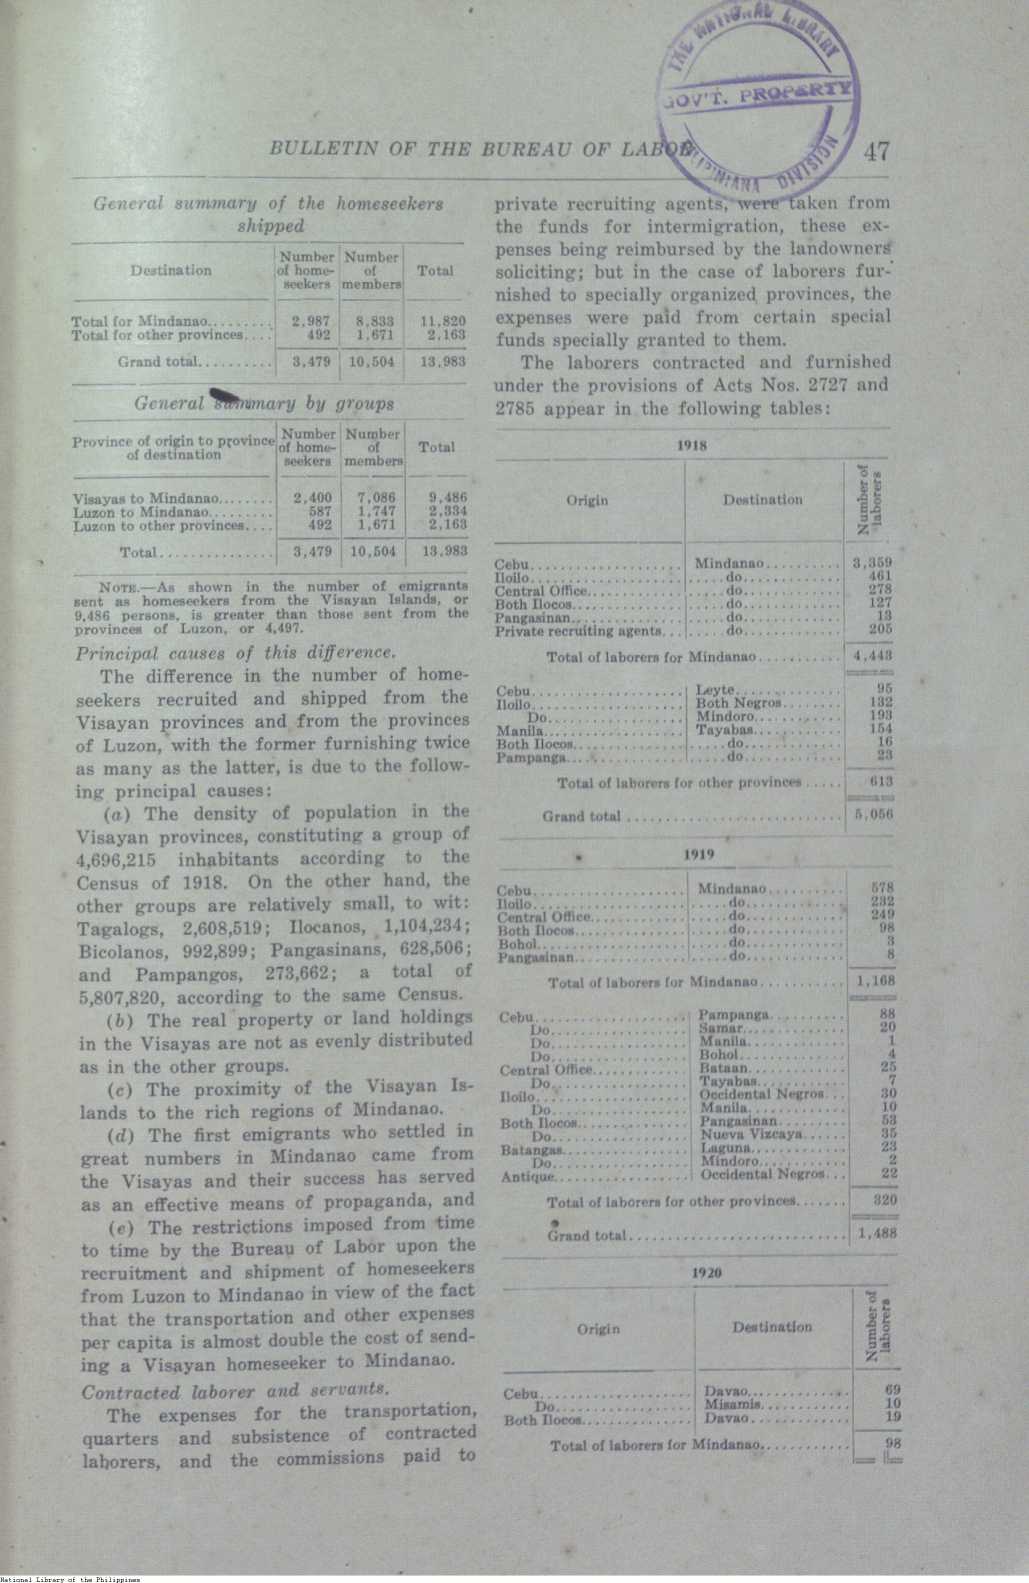 THE NATIONAL LIBRARY
GOV'T. PROPERTY
FILIPINIANA DIVISION
BULLETIN OF THE BUREAU OF LABOR 47
General summary of the homeseekers
shipped
Destination | Number of home-seekers | Number of members | Total
Total for Mindanao.......... 2,987 8,833 11,820
Total for other provinces.... 492 1,671 2,163
Grand total.......... 3,479 10,504 13,983
General summary by groups
Province of origin to province of destination | Number of home-seekers | Number of members | Total
Visayas to Mindanao........ 2,400 7,086 9,486
Luzon to Mindanao......... 587 1,747 2,334
Luzon to other provinces.... 492 1,671 2,163
Total............... 3,479 10,504 13,983
NOTE.—As shown in the number of emigrants
sent as homeseekers from the Visayan Islands, or
9,486 persons, is greater than those sent from the
provinces of Luzon, or 4,497.
Principal causes of this difference.
The difference in the number of home-
seekers recruited and shipped from the
Visayan provinces and from the provinces
of Luzon, with the former furnishing twice
as many as the latter, is due to the follow-
ing principal causes:
(a) The density of population in the
Visayan provinces, constituting a group of
4,696,215 inhabitants according to the
Census of 1918. On the other hand, the
other groups are relatively small, to wit:
Tagalogs, 2,608,519; Ilocanos, 1,104,234;
Bicolanos, 992,899; Pangasinans, 628,506;
and Pampangos, 273,662; a total of
5,807,820, according to the same Census.
(b) The real property or land holdings
in the Visayas are not as evenly distributed
as in the other groups.
(c) The proximity of the Visayan Is-
lands to the rich regions of Mindanao.
(d) The first emigrants who settled in
great numbers in Mindanao came from
the Visayas and their success has served
as an effective means of propaganda, and
(e) The restrictions imposed from time
to time by the Bureau of Labor upon the
recruitment and shipment of homeseekers
from Luzon to Mindanao in view of the fact
that the transportation and other expenses
per capita is almost double the cost of send-
ing a Visayan homeseeker to Mindanao.
Contracted laborer and servants.
The expenses for the transportation,
quarters and subsistence of contracted
laborers, and the commissions paid to
private recruiting agents, were taken from
the funds for intermigration, these ex-
penses being reimbursed by the landowners
soliciting; but in the case of laborers fur-
nished to specially organized provinces, the
expenses were paid from certain special
funds specially granted to them.
The laborers contracted and furnished
under the provisions of Acts Nos. 2727 and
2785 appear in the following tables:
1918
Origin | Destination | Number of laborers
Cebu.................... Mindanao.......... 3,359
Iloilo.................... .....do............. 461
Central Office............ .....do............. 278
Both Ilocos.............. .....do............. 127
Pangasinan.............. .....do............. 13
Private recruiting agents... .....do............. 205
Total of laborers for Mindanao........... 4,443
Cebu.................... Leyte.............. 95
Iloilo.................... Both Negros........ 132
Do.................. Mindoro........... 193
Manila.................. Tayabas............ 154
Both Ilocos.............. .....do............. 16
Pampanga............... .....do............. 23
Total of laborers for other provinces ..... 613
Grand total ............................ 5,056
1919
Cebu.................... Mindanao.......... 578
Iloilo.................... .....do............. 232
Central Office............ .....do............. 249
Both Ilocos.............. .....do............. 98
Bohol................... .....do............. 3
Pangasinan.............. .....do............. 8
Total of laborers for Mindanao........... 1,168
Cebu.................... Pampanga.......... 88
Do.................. Samar............. 20
Do.................. Manila............. 1
Do.................. Bohol.............. 4
Central Office............ Bataan............. 25
Do.................. Tayabas............ 7
Iloilo.................... Occidental Negros... 30
Do.................. Manila............. 10
Both Ilocos.............. Pangasinan......... 53
Do.................. Nueva Vizcaya...... 35
Batangas................ Laguna............. 23
Do.................. Mindoro............ 2
Antique.................. Occidental Negros... 22
Total of laborers for other provinces....... 320
Grand total............................ 1,488
1920
Origin | Destination | Number of laborers
Cebu.................... Davao............. 69
Do.................. Misamis............ 10
Both Ilocos.............. Davao............. 19
Total of laborers for Mindanao............ 98
National Library of the Philippines